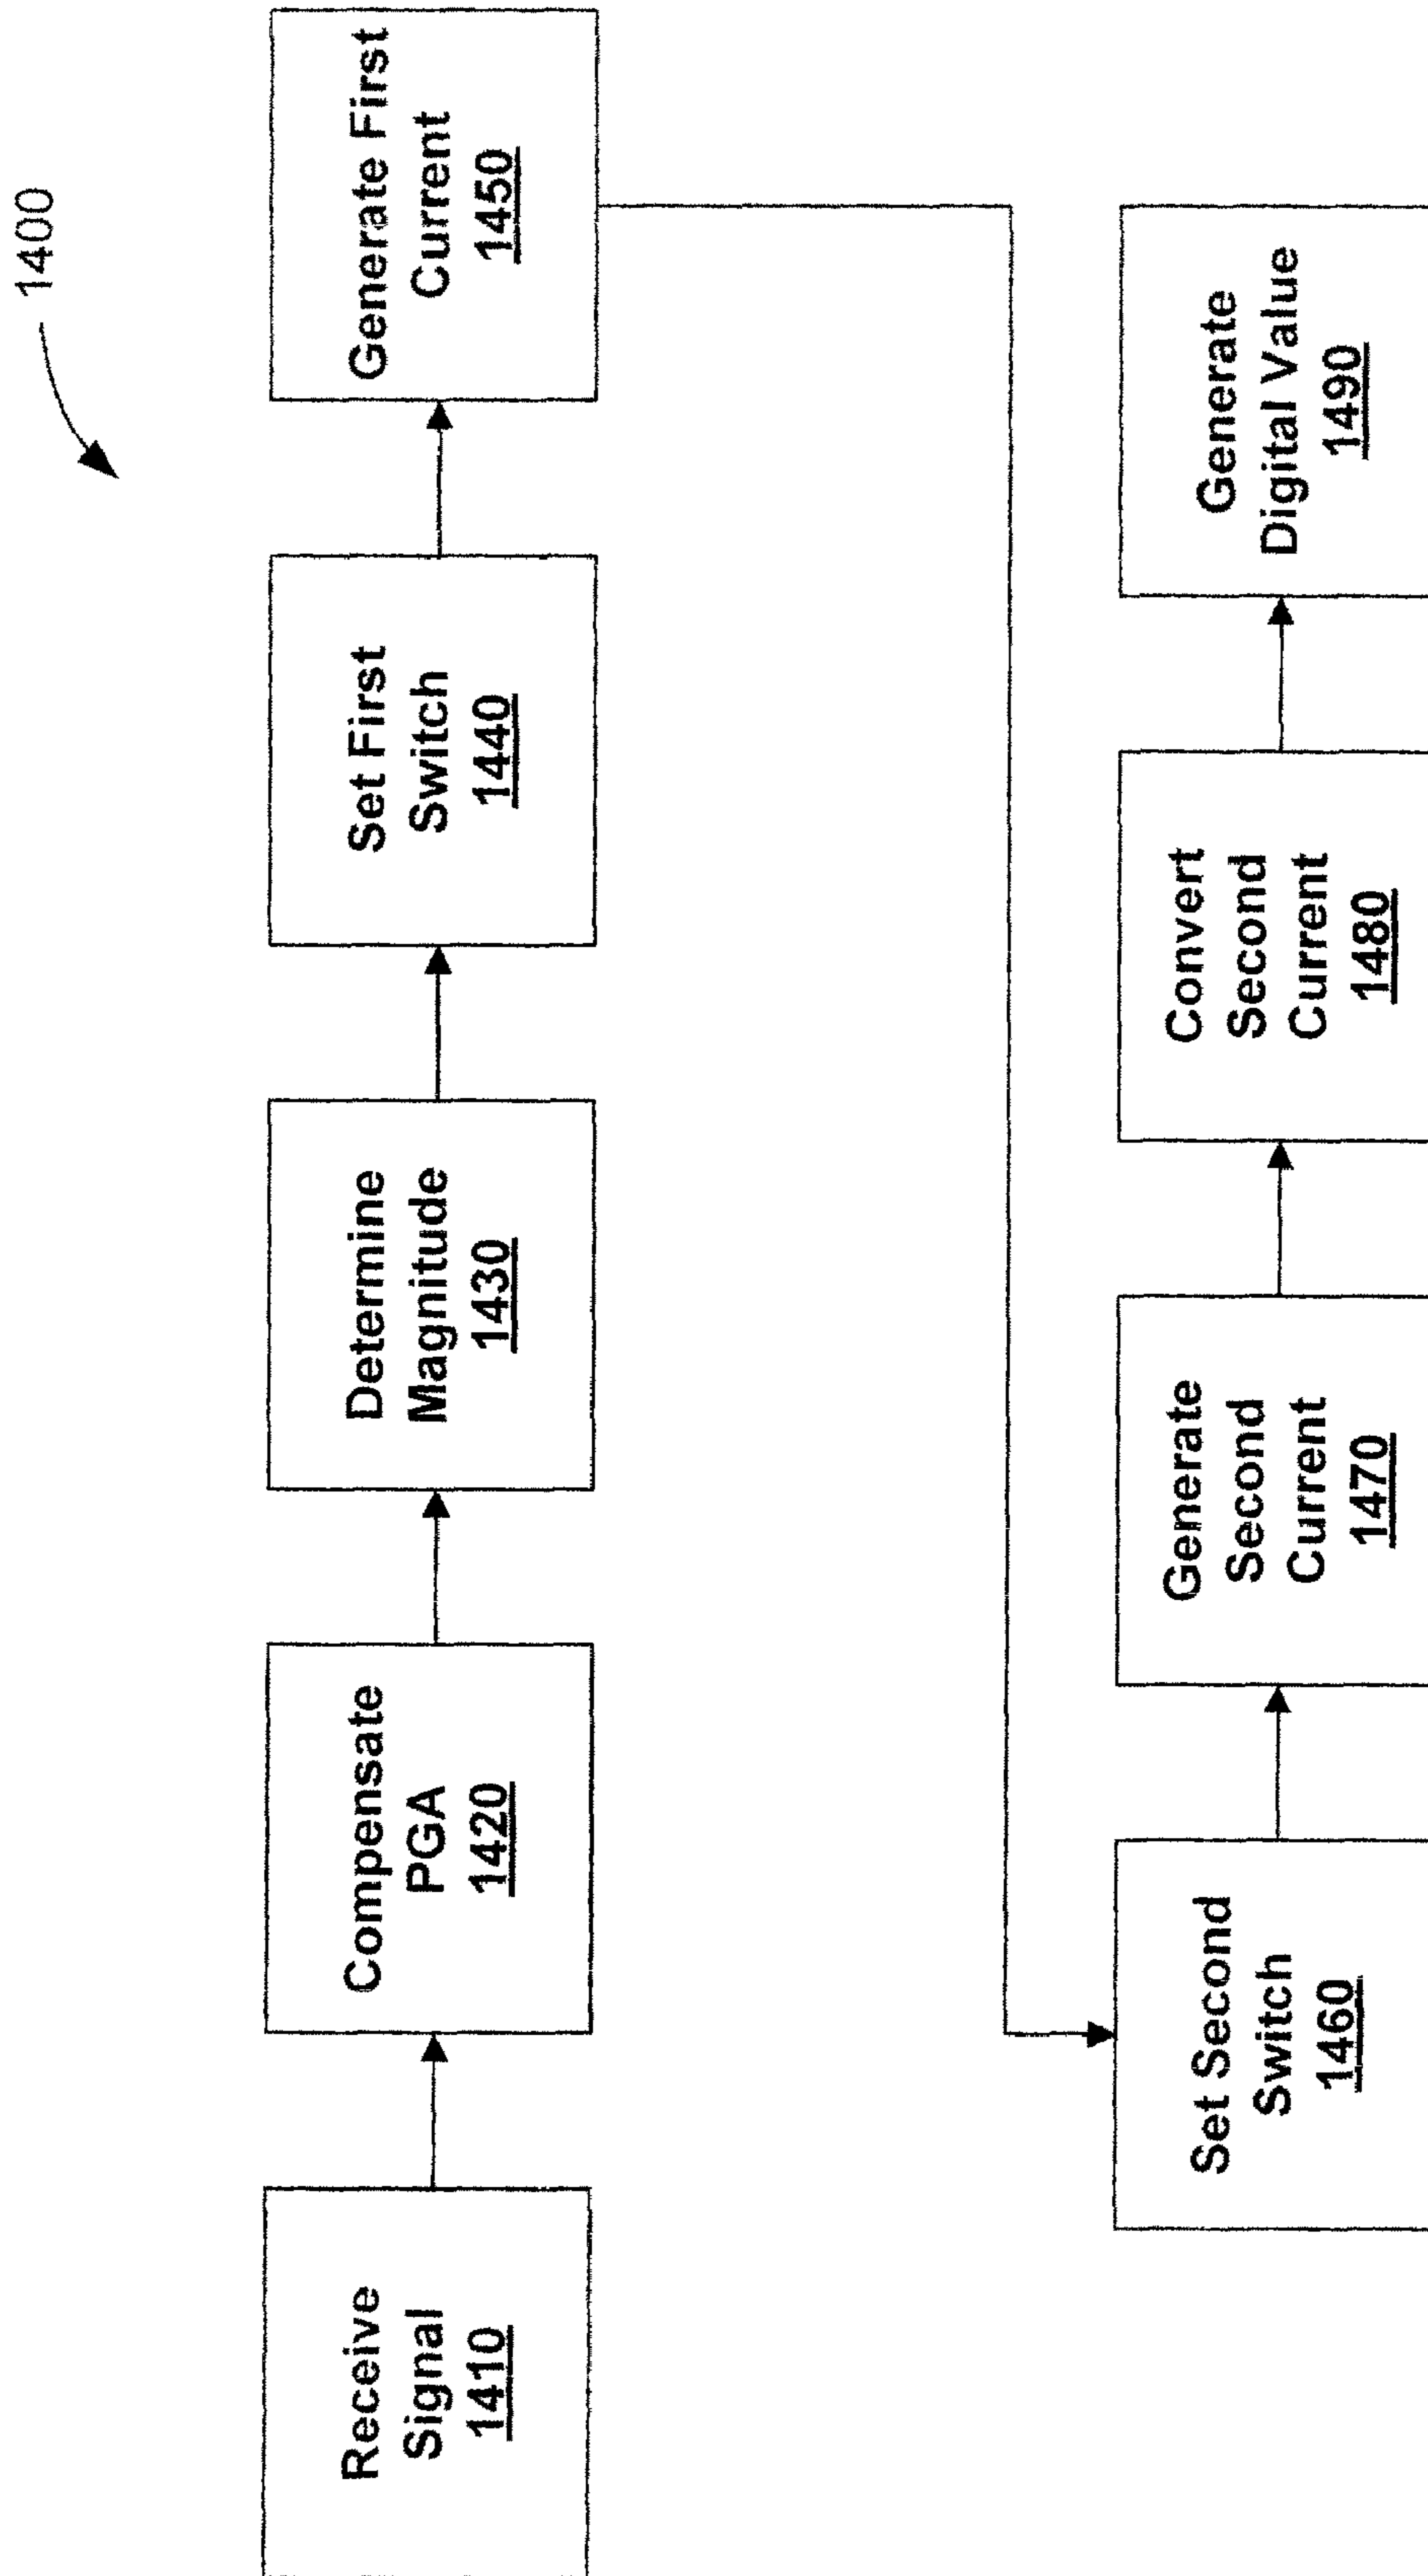 1400
Receive
Signal
1410
Compensate
PGA
1420
Determine
Magnitude
1430
Set First
Switch
1440
Generate First
Current
1450
Set Second
Switch
1460
Generate
Second
Current
1470
Convert
Second
Current
1480
Generate
Digital Value
1490